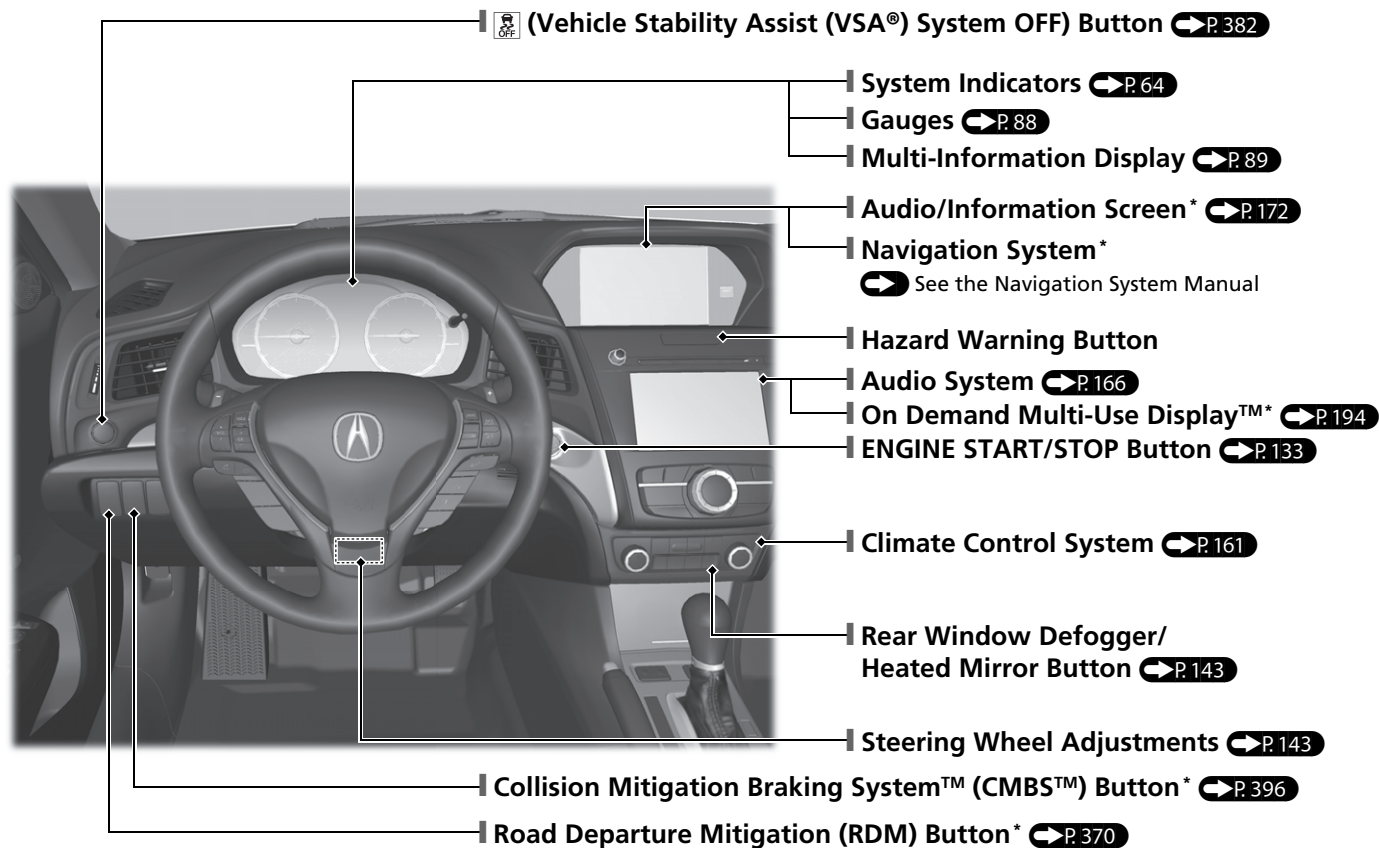 OFF (Vehicle Stability Assist (VSA®) System OFF) Button P. 382
System Indicators P. 64
Gauges P. 88
Multi-Information Display P. 89
Audio/Information Screen* P. 172
Navigation System*
See the Navigation System Manual
Hazard Warning Button
Audio System P. 166
On Demand Multi-Use Display™* P. 194
ENGINE START/STOP Button P. 133
Climate Control System P. 161
Rear Window Defogger/
Heated Mirror Button P. 143
Steering Wheel Adjustments P. 143
Collision Mitigation Braking System™ (CMBS™) Button* P. 396
Road Departure Mitigation (RDM) Button* P. 370